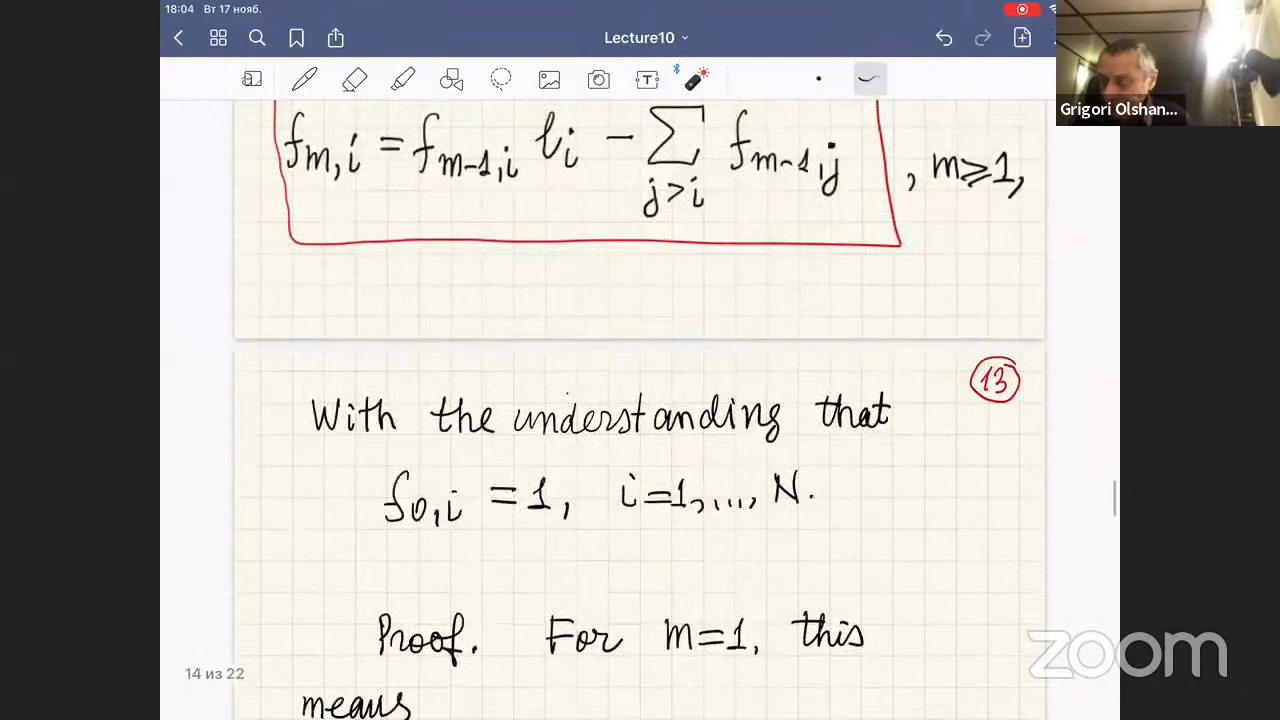 18:04 Вт 17 нояб.
Lecture10
Grigori Olshan...
f_{m,i} = f_{m-1,i} l_i - \sum_{j>i} f_{m-1,j} , m ⩾ 1,
13
With the understanding that
f_{0,i} = 1, i=1,..., N.
Proof. For m=1, this
means
14 из 22
zoom